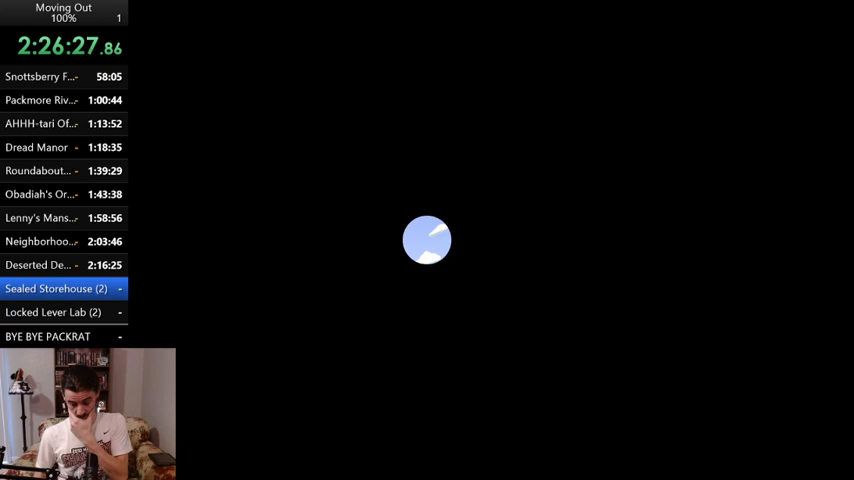 Moving Out
100% 1
2:26:27.86
Snottsberry F... - 58:05
Packmore Riv... - 1:00:44
AHHH-tari Of... - 1:13:52
Dread Manor - 1:18:35
Roundabout... - 1:39:29
Obadiah's Or... - 1:43:38
Lenny's Mans... - 1:58:56
Neighborhoo... - 2:03:46
Deserted De... - 2:16:25
Sealed Storehouse (2) -
Locked Lever Lab (2) -
BYE BYE PACKRAT -